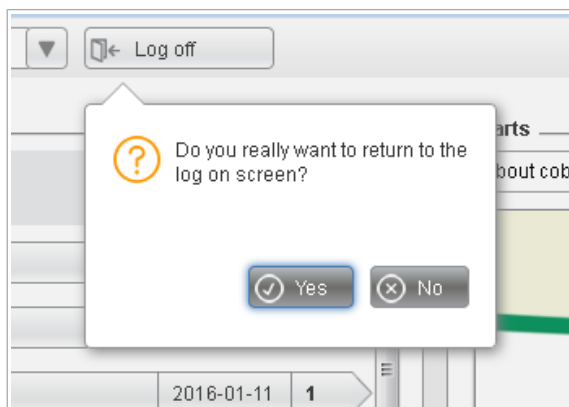 Log off
Do you really want to return to the
log on screen?
Yes
No
bout cob
2016-01-11
1